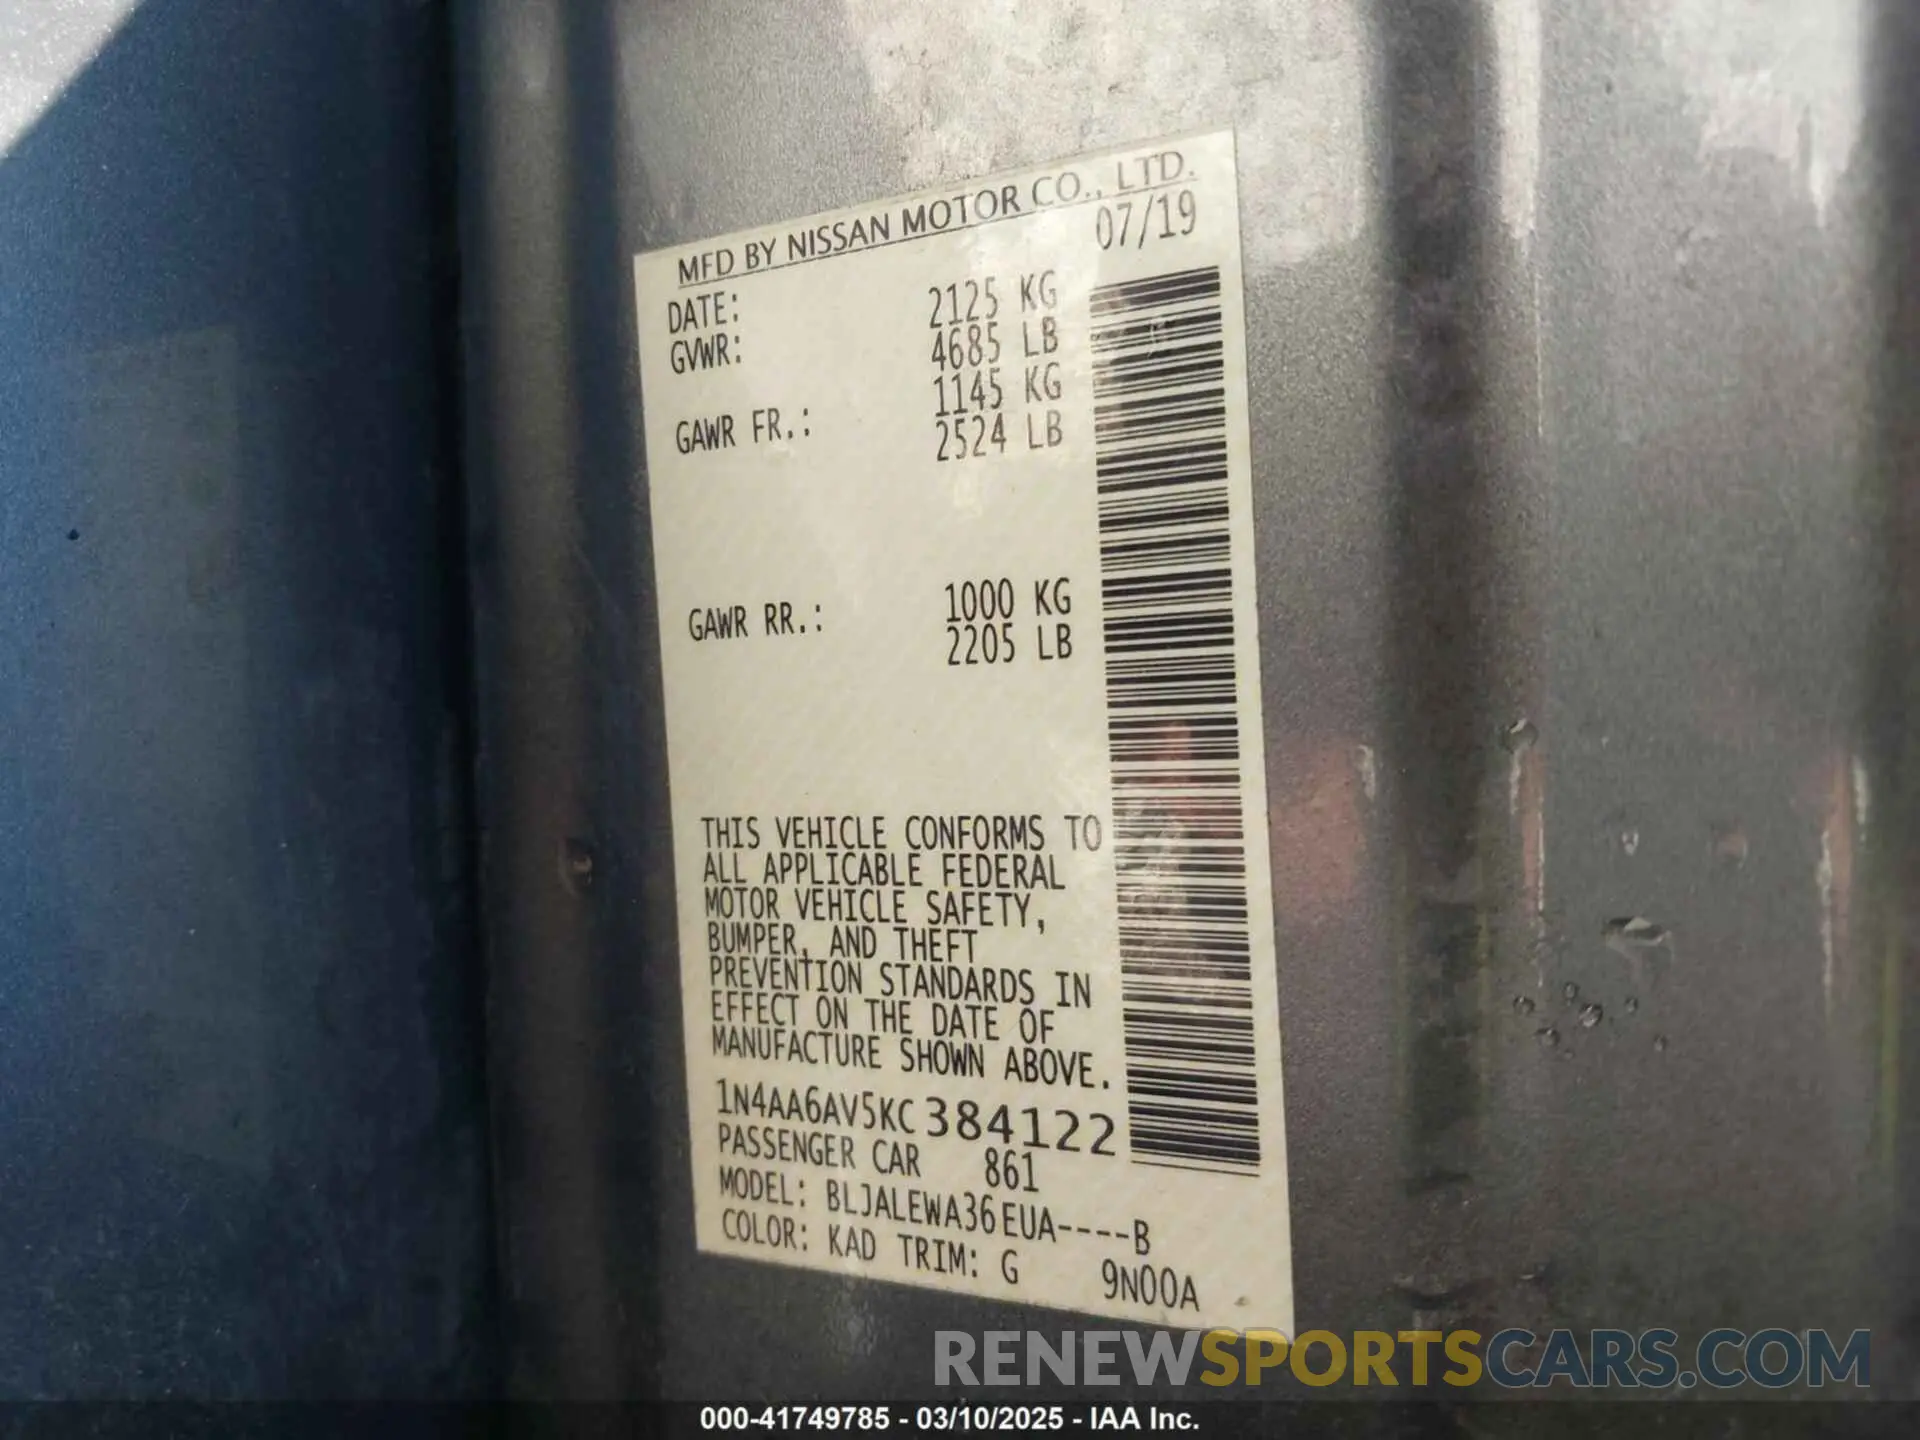 MFD BY NISSAN MOTOR CO., LTD.
DATE: 07/19
GVWR: 2125 KG
4685 LB
GAWR FR.: 1145 KG
2524 LB
GAWR RR.: 1000 KG
2205 LB
THIS VEHICLE CONFORMS TO
ALL APPLICABLE FEDERAL
MOTOR VEHICLE SAFETY,
BUMPER, AND THEFT
PREVENTION STANDARDS IN
EFFECT ON THE DATE OF
MANUFACTURE SHOWN ABOVE.
1N4AA6AV5KC384122
PASSENGER CAR 861
MODEL: BLJALEWA36EUA----B
COLOR: KAD TRIM: G 9N00A
RENEWSPORTSCARS.COM
000-41749785 - 03/10/2025 - IAA Inc.